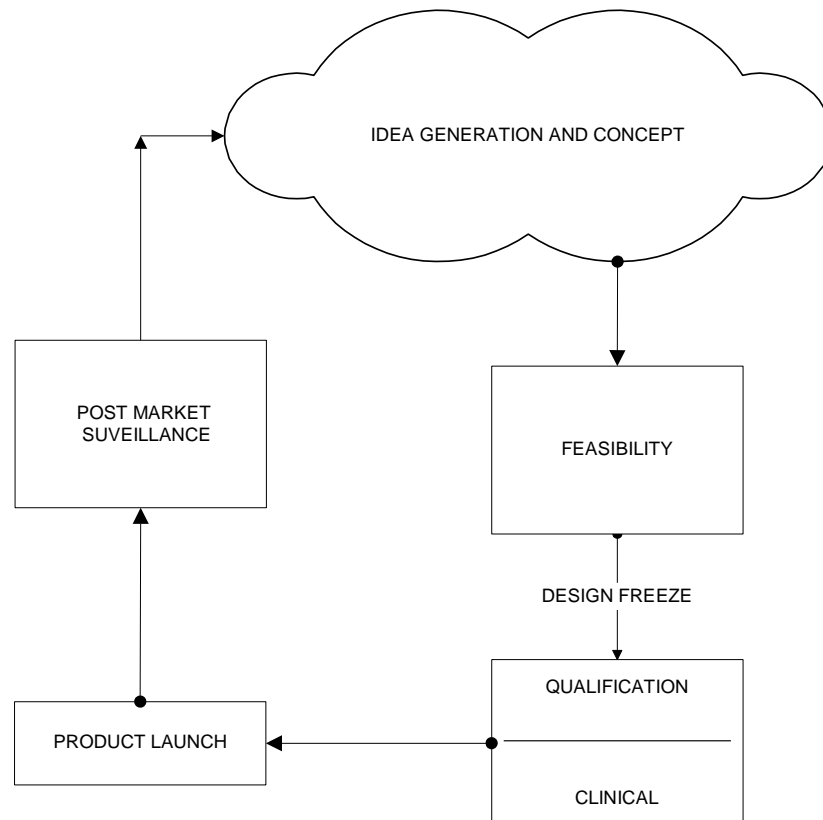 IDEA GENERATION AND CONCEPT
POST MARKET
SUVEILLANCE
FEASIBILITY
DESIGN FREEZE
QUALIFICATION
PRODUCT LAUNCH
CLINICAL